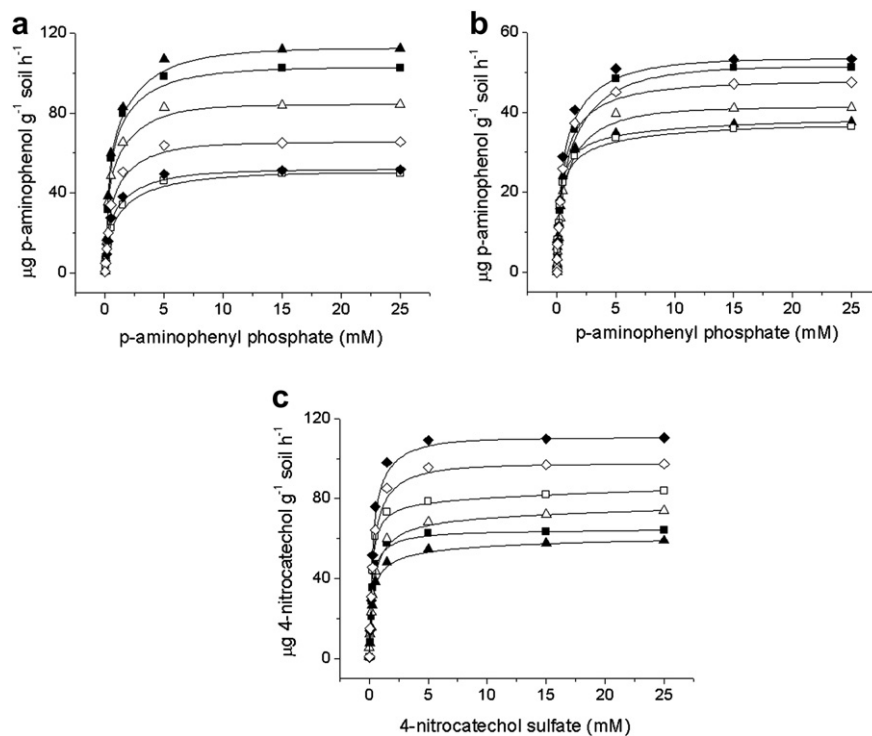 a
120
80
40
0
µg p-aminophenol g⁻¹ soil h⁻¹
0 5 10 15 20 25
p-aminophenyl phosphate (mM)
b
60
40
20
0
µg p-aminophenol g⁻¹ soil h⁻¹
0 5 10 15 20 25
p-aminophenyl phosphate (mM)
c
120
80
40
0
µg 4-nitrocatechol g⁻¹ soil h⁻¹
0 5 10 15 20 25
4-nitrocatechol sulfate (mM)